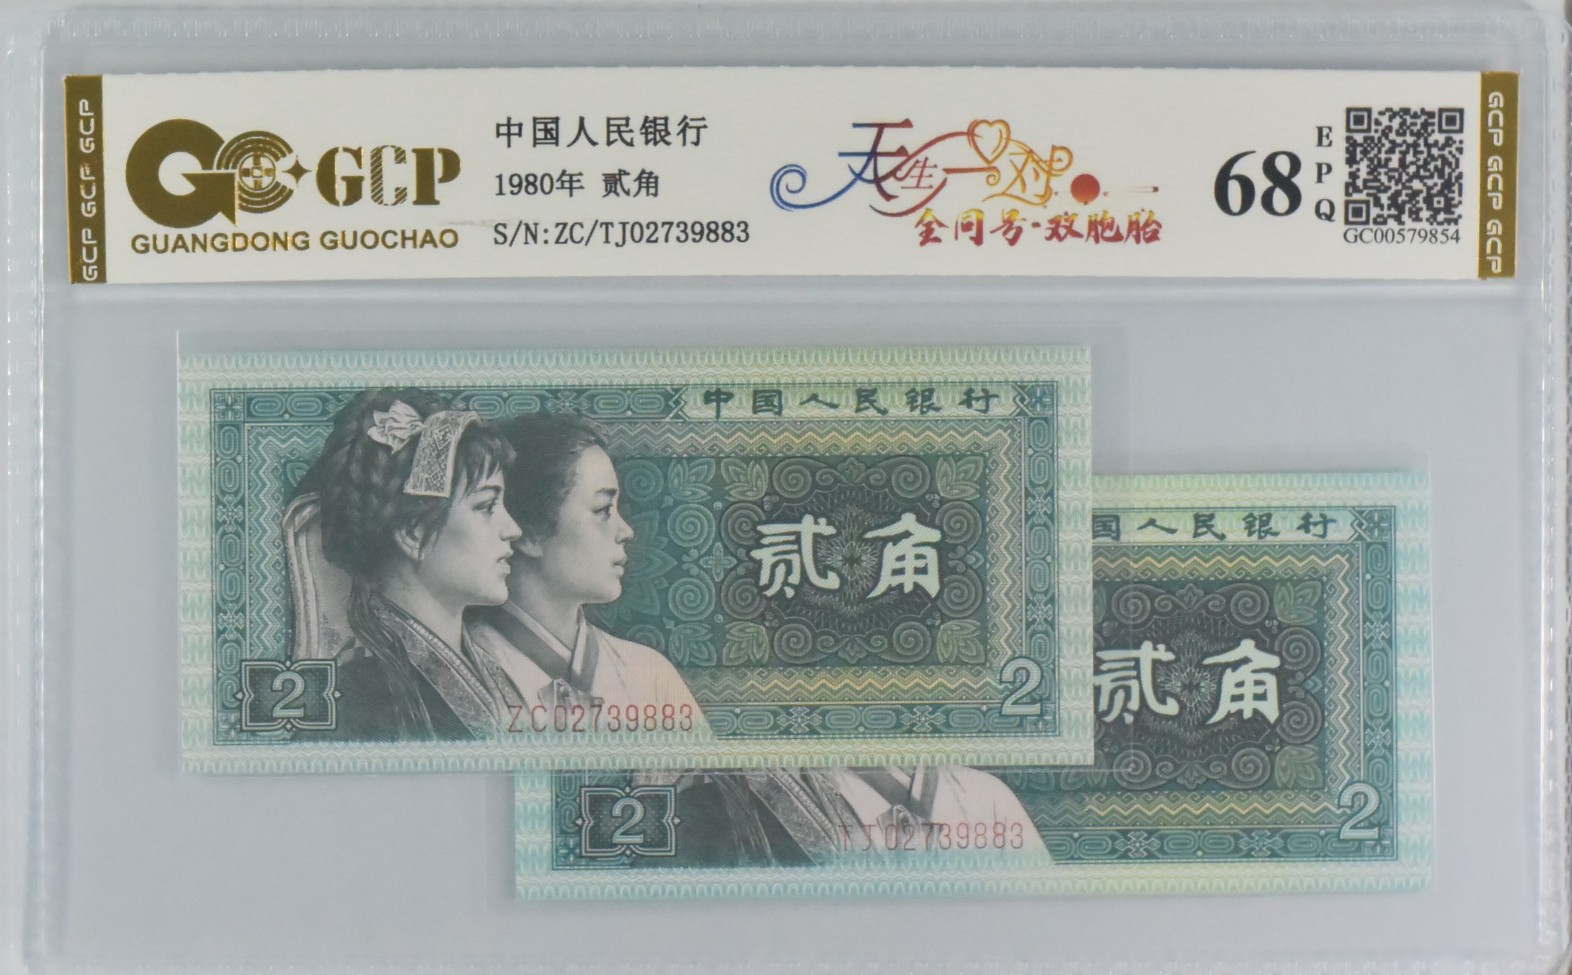 GCP GCP GCP
GCP
GUANGDONG GUOCHAO
中国人民银行
1980年 贰角
S/N:ZC/TJ02739883
天生一对
全同号·双胞胎
68
EPQ
GC00579854
GCP GCP GCP
中国人民银行
贰角
2
2
ZC02739883
国人民银行
贰角
2
2
TJ02739883